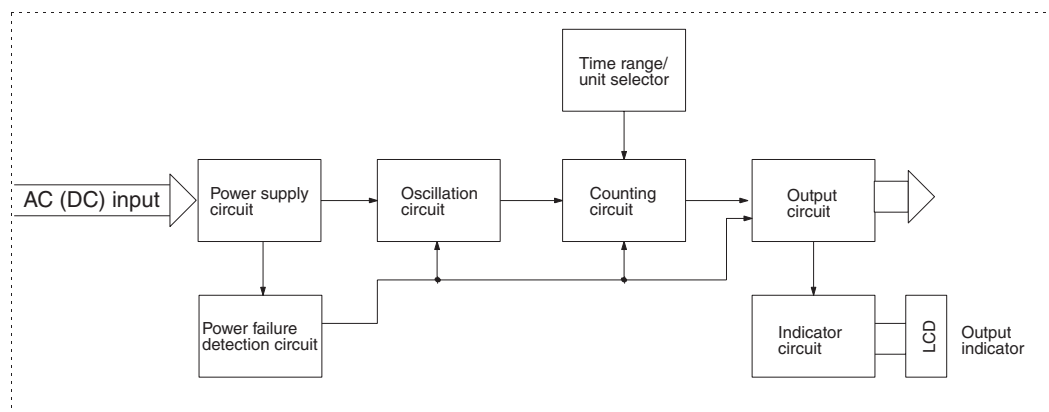 Time range/
unit selector
AC (DC) input
Power supply
circuit
Oscillation
circuit
Counting
circuit
Output
circuit
Power failure
detection circuit
Indicator
circuit
LCD
Output
indicator